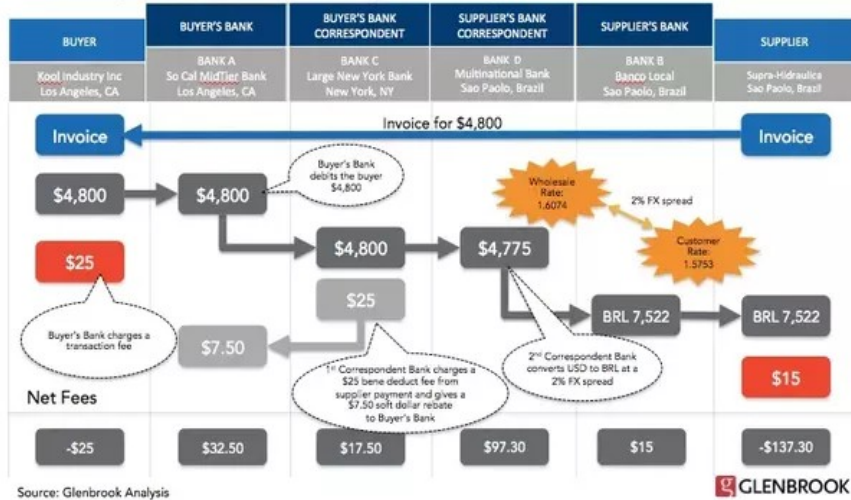 BUYER
BUYER'S BANK
BUYER'S BANK
CORRESPONDENT
SUPPLIER'S BANK
CORRESPONDENT
SUPPLIER'S BANK
SUPPLIER
Kool Industry Inc
Los Angeles, CA
BANK A
So Cal MidTier Bank
Los Angeles, CA
BANK C
Large New York Bank
New York, NY
BANK D
Multinational Bank
Sao Paolo, Brazil
BANK B
Banco Local
Sao Paolo, Brazil
Supra-Hidraulica
Sao Paolo, Brazil
Invoice
Invoice for $4,800
Invoice
$4,800
$4,800
Buyer's Bank
debits the buyer
$4,800
Wholesale
Rate:
1.6074
2% FX spread
Customer
Rate:
1.5753
$4,800
$4,775
$25
$25
BRL 7,522
BRL 7,522
Buyer's Bank charges a
transaction fee
$7.50
1st Correspondent Bank charges a
$25 bene deduct fee from
supplier payment and gives a
$7.50 soft dollar rebate
to Buyer's Bank
2nd Correspondent Bank
converts USD to BRL at a
2% FX spread
$15
Net Fees
-$25
$32.50
$17.50
$97.30
$15
-$137.30
Source: Glenbrook Analysis
g GLENBROOK